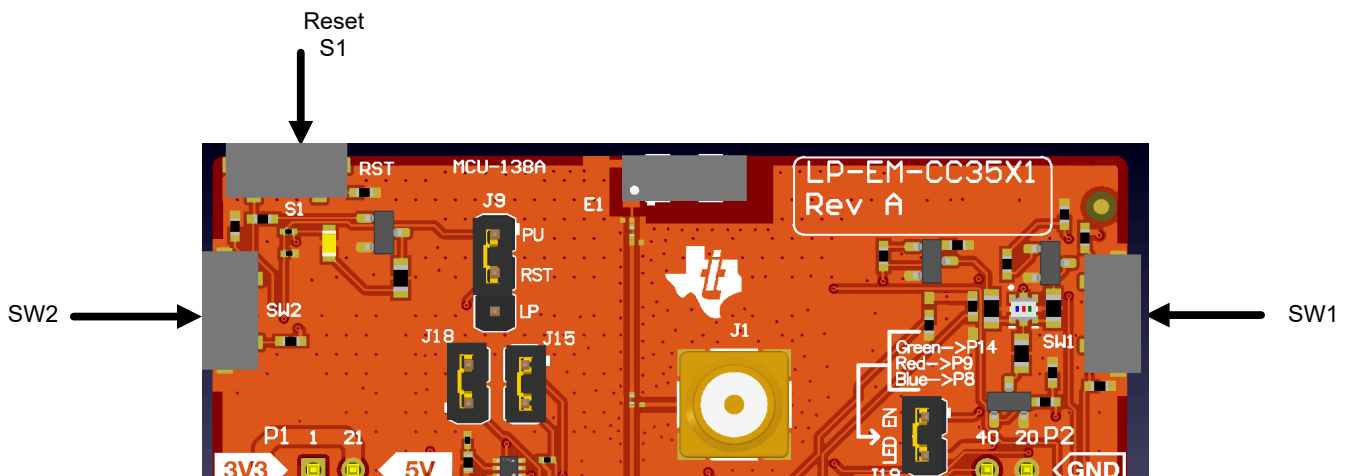 Reset
S1
RST
MCU-138A
LP-EM-CC35X1
Rev A
S1
J9
E1
PU
RST
LP
SW2
SW2
SW1
SW1
J18
J15
J1
Green->P14
Red->P9
Blue->P8
LED EN
J19
P1 1 21
40 20 P2
3V3
5V
GND